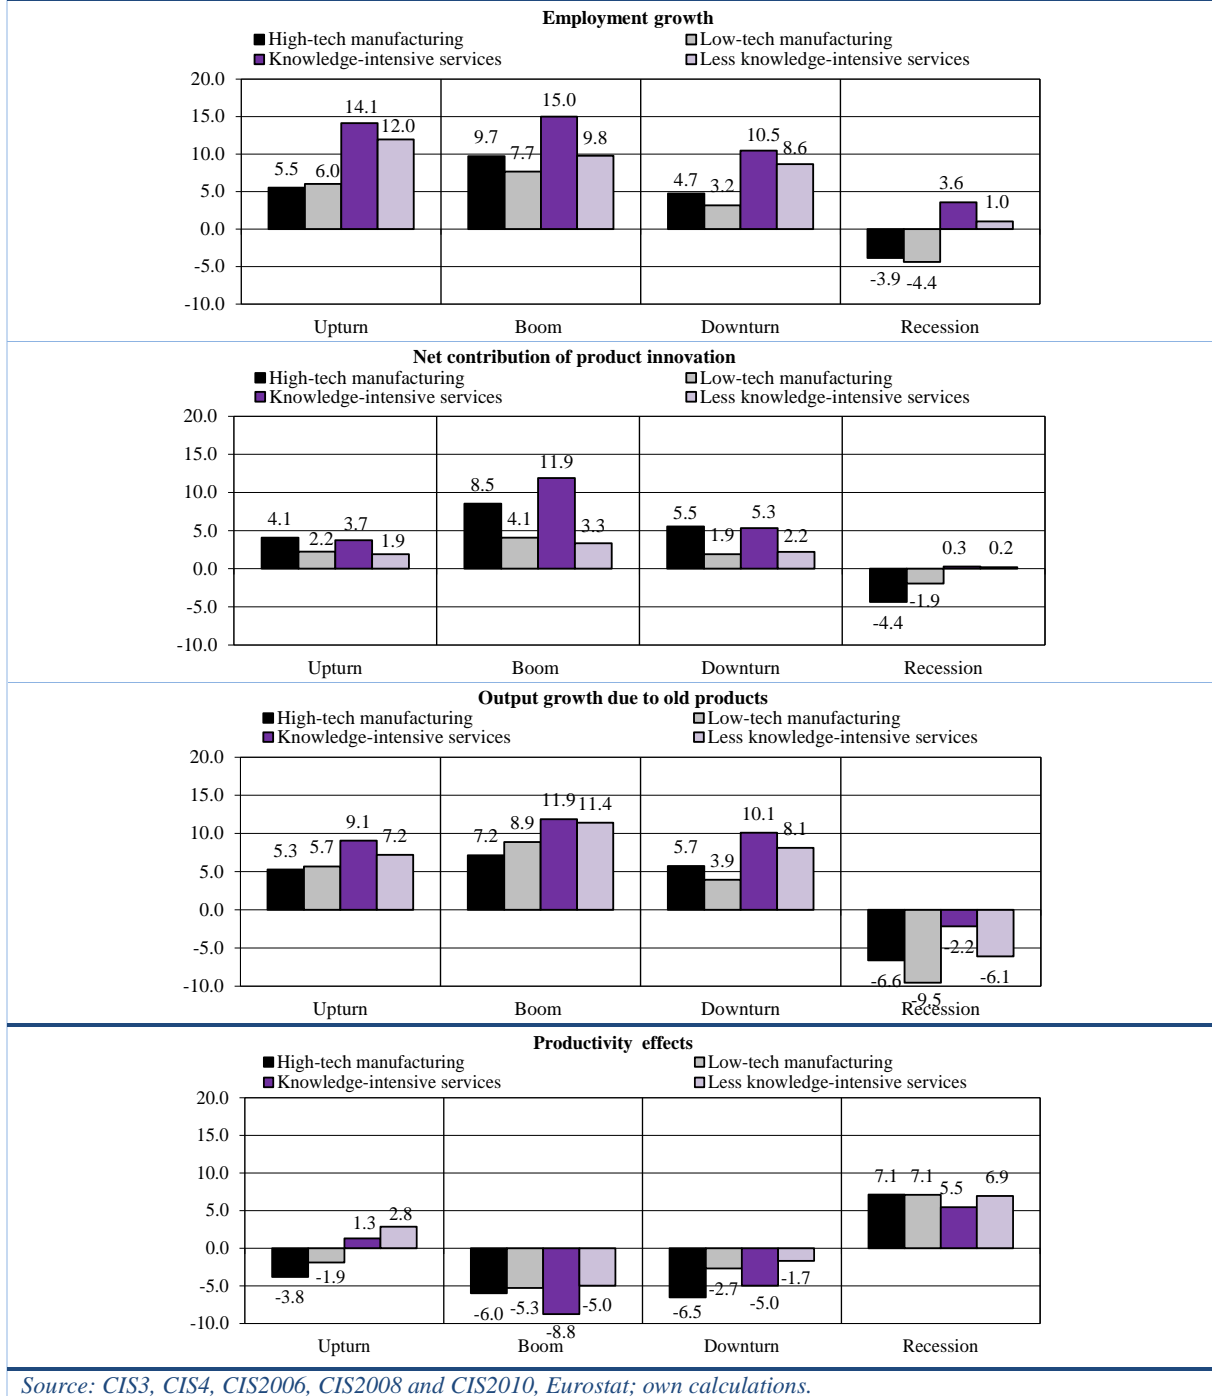 Employment growth
High-tech manufacturing Low-tech manufacturing
Knowledge-intensive services Less knowledge-intensive services
20.0
15.0
10.0
5.0
0.0
-5.0
-10.0
5.5 6.0 14.1 12.0
9.7 7.7 15.0 9.8
4.7 3.2 10.5 8.6
-3.9 -4.4 3.6 1.0
Upturn Boom Downturn Recession
Net contribution of product innovation
High-tech manufacturing Low-tech manufacturing
Knowledge-intensive services Less knowledge-intensive services
20.0
15.0
10.0
5.0
0.0
-5.0
-10.0
4.1 2.2 3.7 1.9
8.5 4.1 11.9 3.3
5.5 1.9 5.3 2.2
-4.4 -1.9 0.3 0.2
Upturn Boom Downturn Recession
Output growth due to old products
High-tech manufacturing Low-tech manufacturing
Knowledge-intensive services Less knowledge-intensive services
20.0
15.0
10.0
5.0
0.0
-5.0
-10.0
5.3 5.7 9.1 7.2
7.2 8.9 11.9 11.4
5.7 3.9 10.1 8.1
-6.6 -9.5 -2.2 -6.1
Upturn Boom Downturn Recession
Productivity effects
High-tech manufacturing Low-tech manufacturing
Knowledge-intensive services Less knowledge-intensive services
20.0
15.0
10.0
5.0
0.0
-5.0
-10.0
-3.8 -1.9 1.3 2.8
-6.0 -5.3 -8.8 -5.0
-6.5 -2.7 -5.0 -1.7
7.1 7.1 5.5 6.9
Upturn Boom Downturn Recession
Source: CIS3, CIS4, CIS2006, CIS2008 and CIS2010, Eurostat; own calculations.